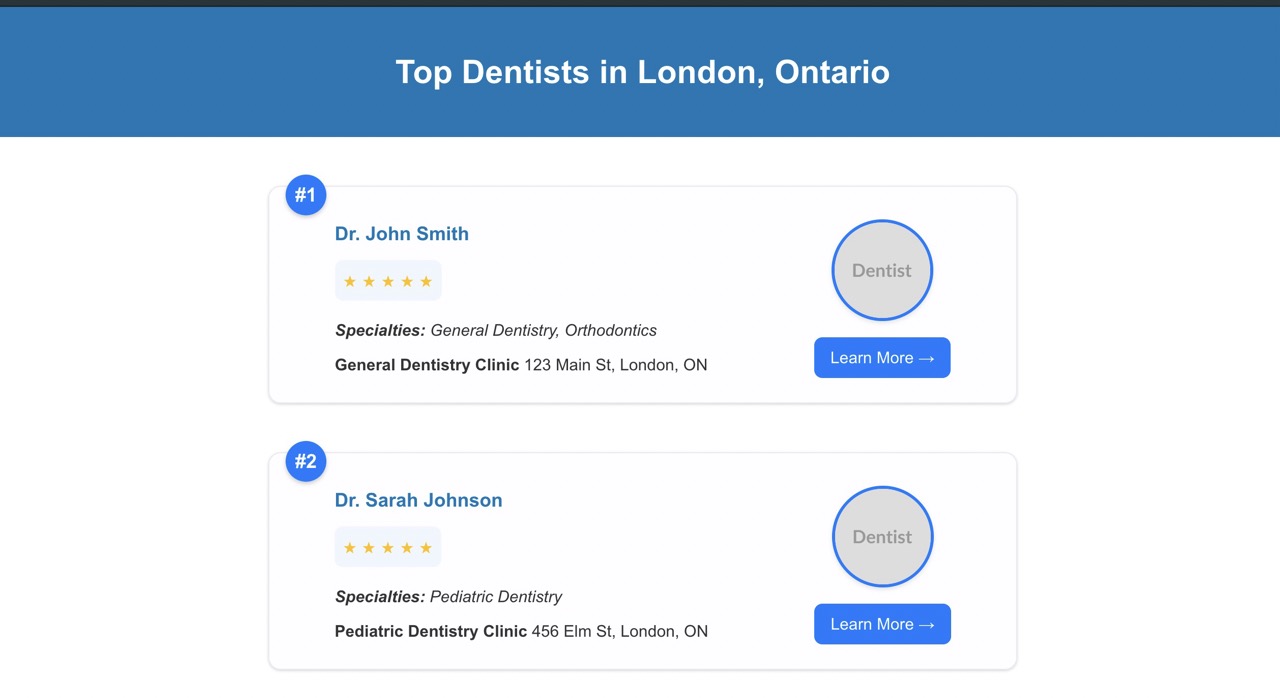 Top Dentists in London, Ontario
#1
Dr. John Smith
★ ★ ★ ★ ★
Specialties: General Dentistry, Orthodontics
General Dentistry Clinic 123 Main St, London, ON
Dentist
Learn More →
#2
Dr. Sarah Johnson
★ ★ ★ ★ ★
Specialties: Pediatric Dentistry
Pediatric Dentistry Clinic 456 Elm St, London, ON
Dentist
Learn More →